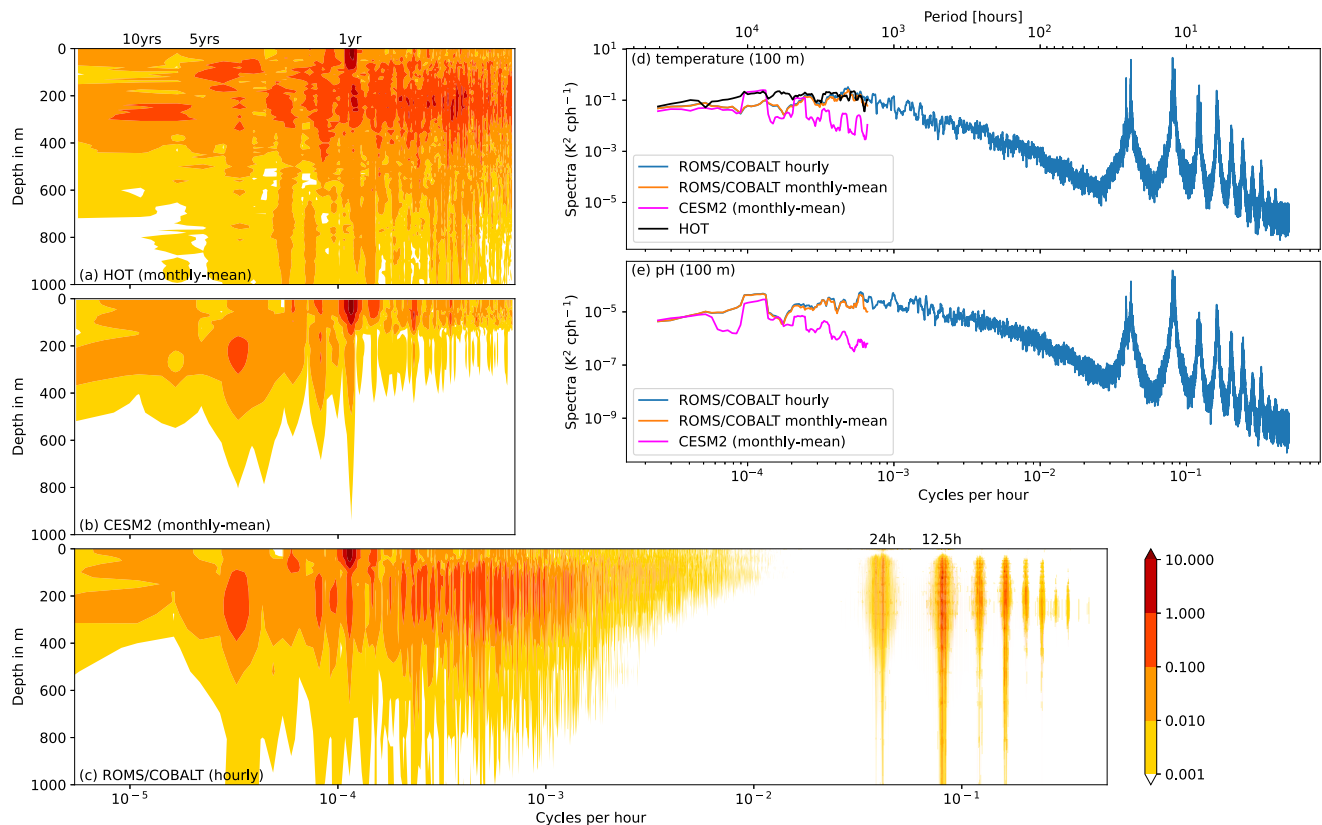 10yrs 5yrs 1yr
0
200
400
600
800
1000
Depth in m
(a) HOT (monthly-mean)
0
200
400
600
800
1000
Depth in m
(b) CESM2 (monthly-mean)
Period [hours]
10⁴ 10³ 10² 10¹
(d) temperature (100 m)
10¹
10⁻¹
10⁻³
10⁻⁵
Spectra (K² cph⁻¹)
ROMS/COBALT hourly
ROMS/COBALT monthly-mean
CESM2 (monthly-mean)
HOT
(e) pH (100 m)
10⁻⁵
10⁻⁷
10⁻⁹
Spectra (K² cph⁻¹)
ROMS/COBALT hourly
ROMS/COBALT monthly-mean
CESM2 (monthly-mean)
10⁻⁴ 10⁻³ 10⁻² 10⁻¹
Cycles per hour
24h 12.5h
0
200
400
600
800
1000
Depth in m
(c) ROMS/COBALT (hourly)
10⁻⁵ 10⁻⁴ 10⁻³ 10⁻² 10⁻¹
Cycles per hour
10.000
1.000
0.100
0.010
0.001